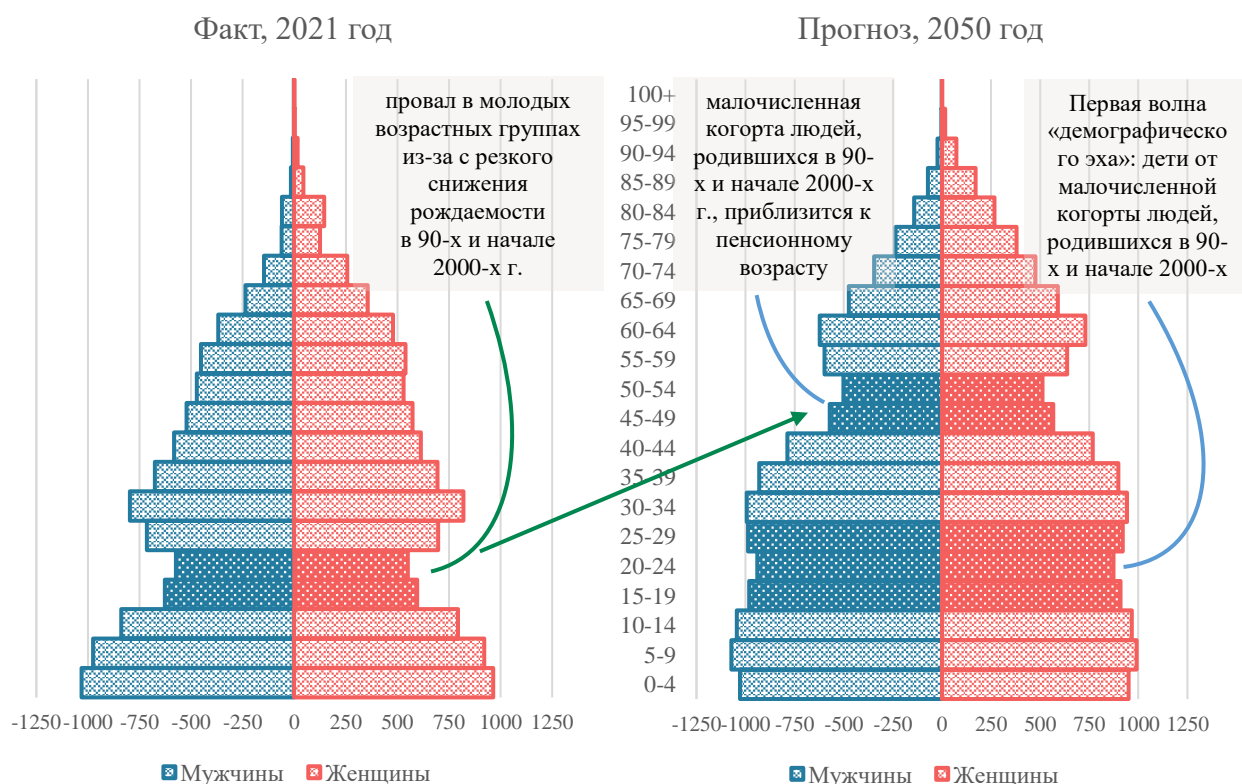 Факт, 2021 год
провал в молодых
возрастных группах
из-за с резкого
снижения
рождаемости
в 90-х и начале
2000-х г.
-1250
-1000
-750
-500
-250
0
250
500
750
1000
1250
Мужчины
Женщины
Прогноз, 2050 год
малочисленная
когорта людей,
родившихся в 90-
х и начале 2000-х
г., приблизится к
пенсионному
возрасту
Первая волна
«демографическо
го эха»: дети от
малочисленной
когорты людей,
родившихся в 90-
х и начале 2000-х
100+
95-99
90-94
85-89
80-84
75-79
70-74
65-69
60-64
55-59
50-54
45-49
40-44
35-39
30-34
25-29
20-24
15-19
10-14
5-9
0-4
-1250
-1000
-750
-500
-250
0
250
500
750
1000
1250
Мужчины
Женщины